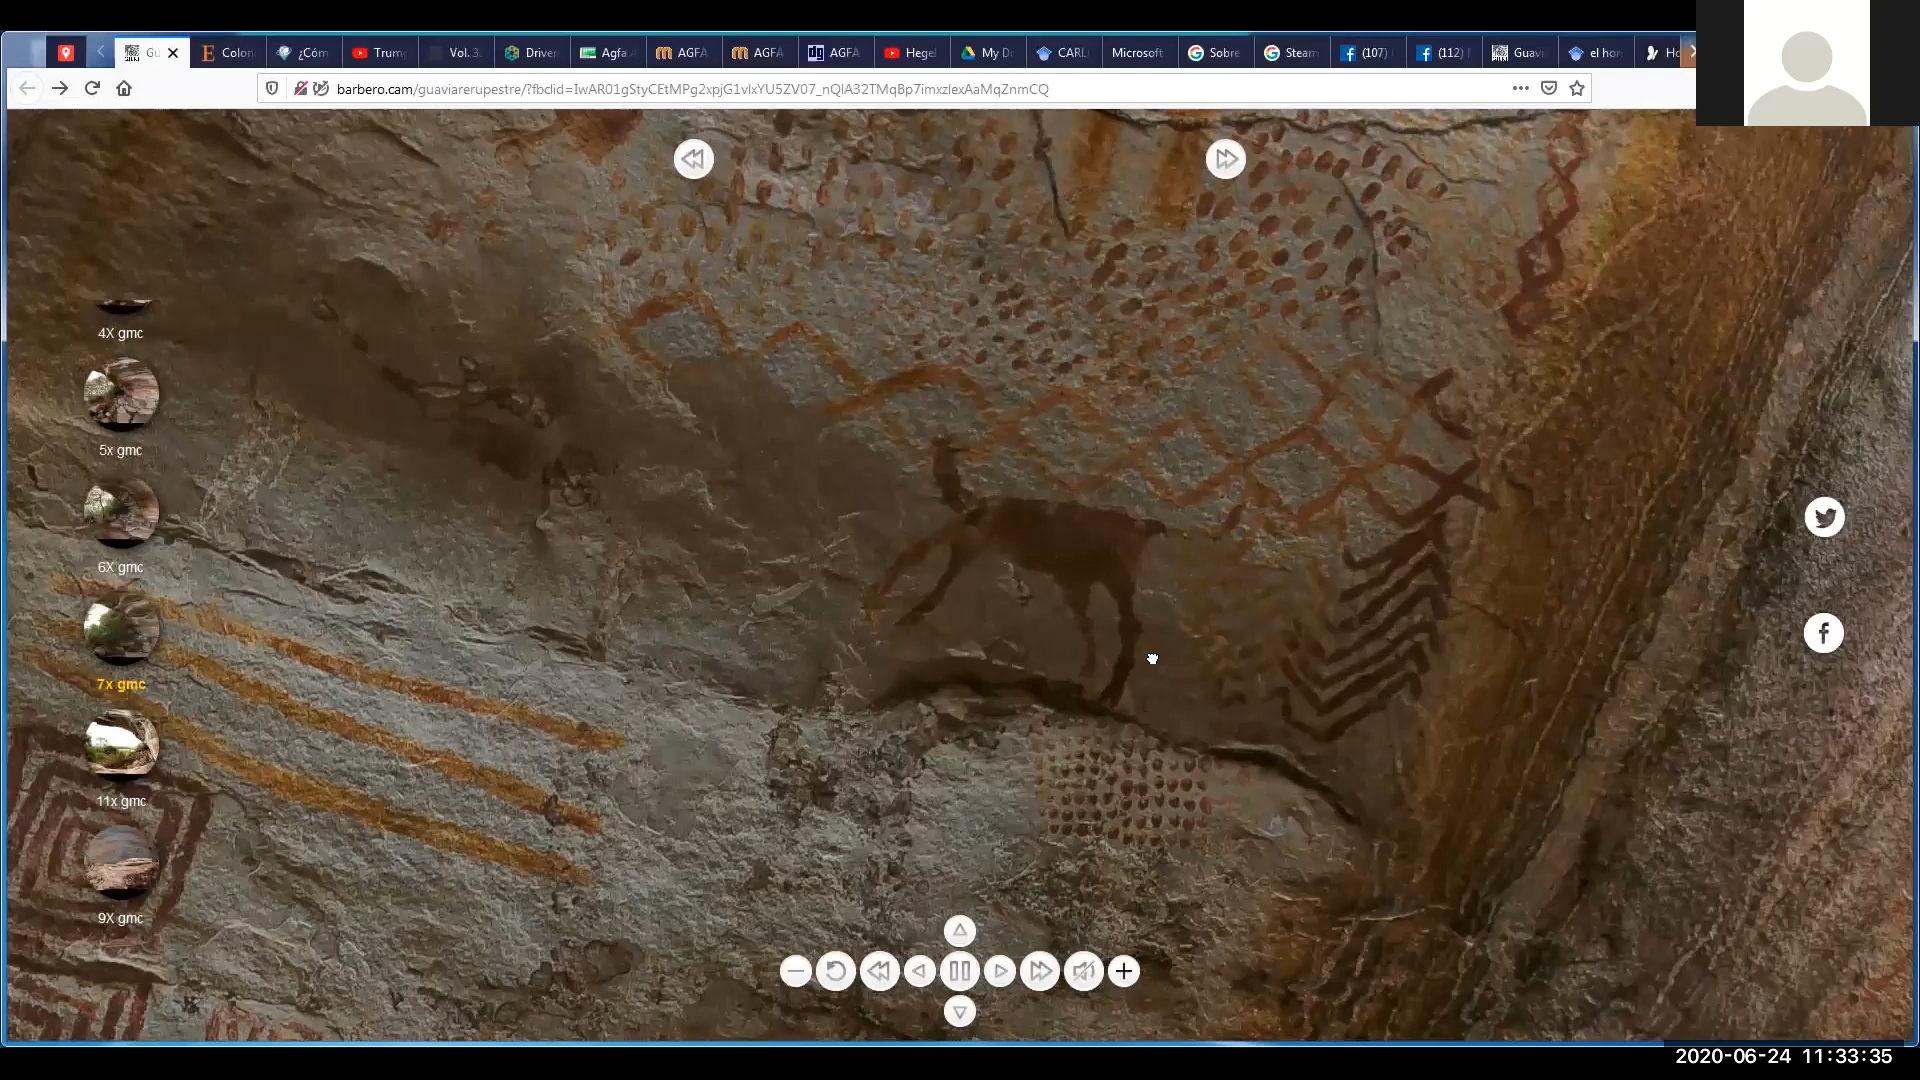 Gu
Colon
¿Cóm
Trum
Vol. 3
Driver
Agfa
AGFA
AGFA
AGFA
Hegel
My D
CARL
Microsoft
Sobre
Steam
(107)
(112)
Guav
el hon
Ho
barbero.cam/guaviarerupestre/?fbclid=IwAR01gStyCEtMPg2xpjG1vlxYU5ZV07_nQlA32TMqBp7imxzlexAaMqZnmCQ
4X gmc
5x gmc
6X gmc
7x gmc
11x gmc
9X gmc
2020-06-24 11:33:35